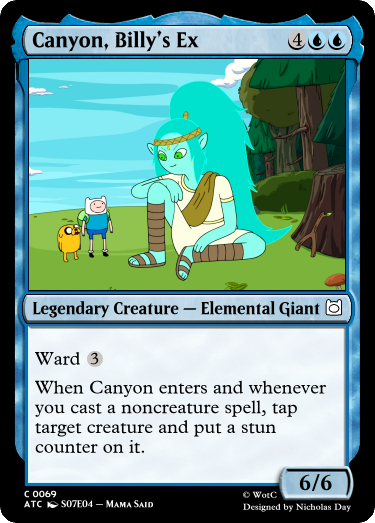 Canyon, Billy's Ex 4
Legendary Creature — Elemental Giant
Ward 3
When Canyon enters and whenever
you cast a noncreature spell, tap
target creature and put a stun
counter on it.
6/6
C 0069
ATC S07E04 – Mama Said
© WotC
Designed by Nicholas Day